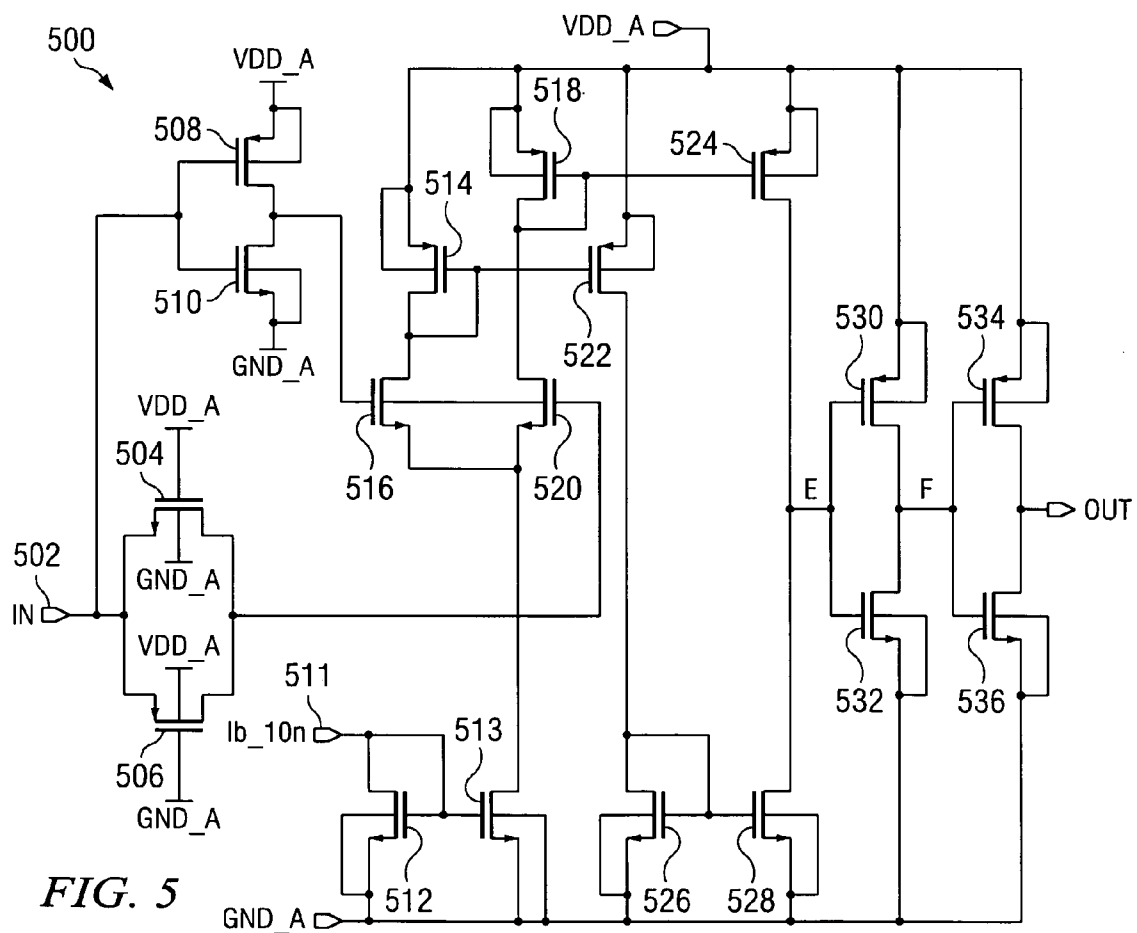 500
VDD_A
VDD_A
518
508
524
514
510
522
530
534
GND_A
VDD_A
504
516
520
E
F
OUT
502
GND_A
IN
VDD_A
511
532
536
Ib_10n
513
506
GND_A
512
526
528
FIG. 5
GND_A